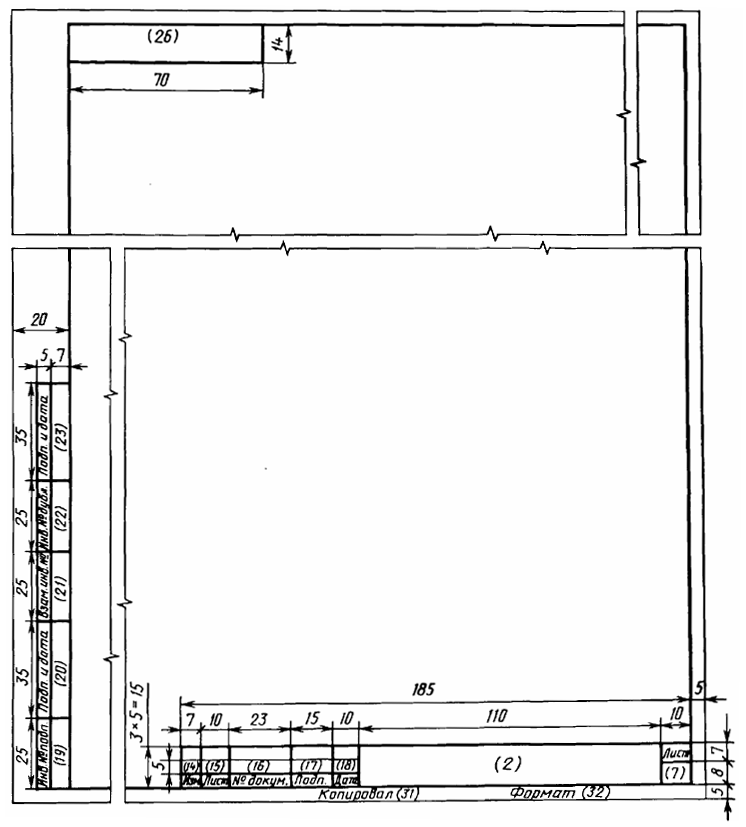 (26)
14
70
20
5 7
35 Подп. и дата (23)
25 Инв. № дубл. (22)
25 Взам. инв. № (21)
35 Подп. и дата (20)
25 Инв. № подл. (19)
185 5
3 × 5 = 15
7 10 23 15 10 110 10
5
(14) (15) (16) (17) (18) (2) Лист 7
Изм. Лист № докум. Подп. Дата (7) 8
Копировал (31) Формат (32) 5